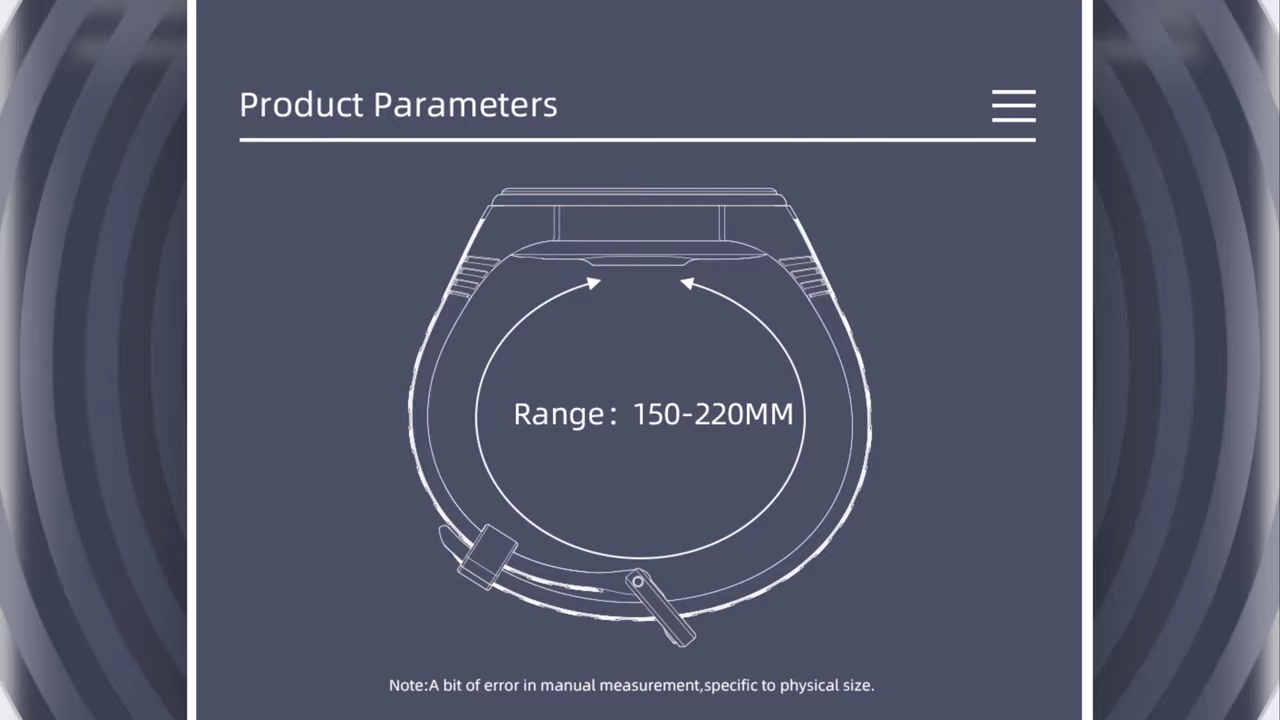 Product Parameters
Range：150-220MM
Note:A bit of error in manual measurement,specific to physical size.